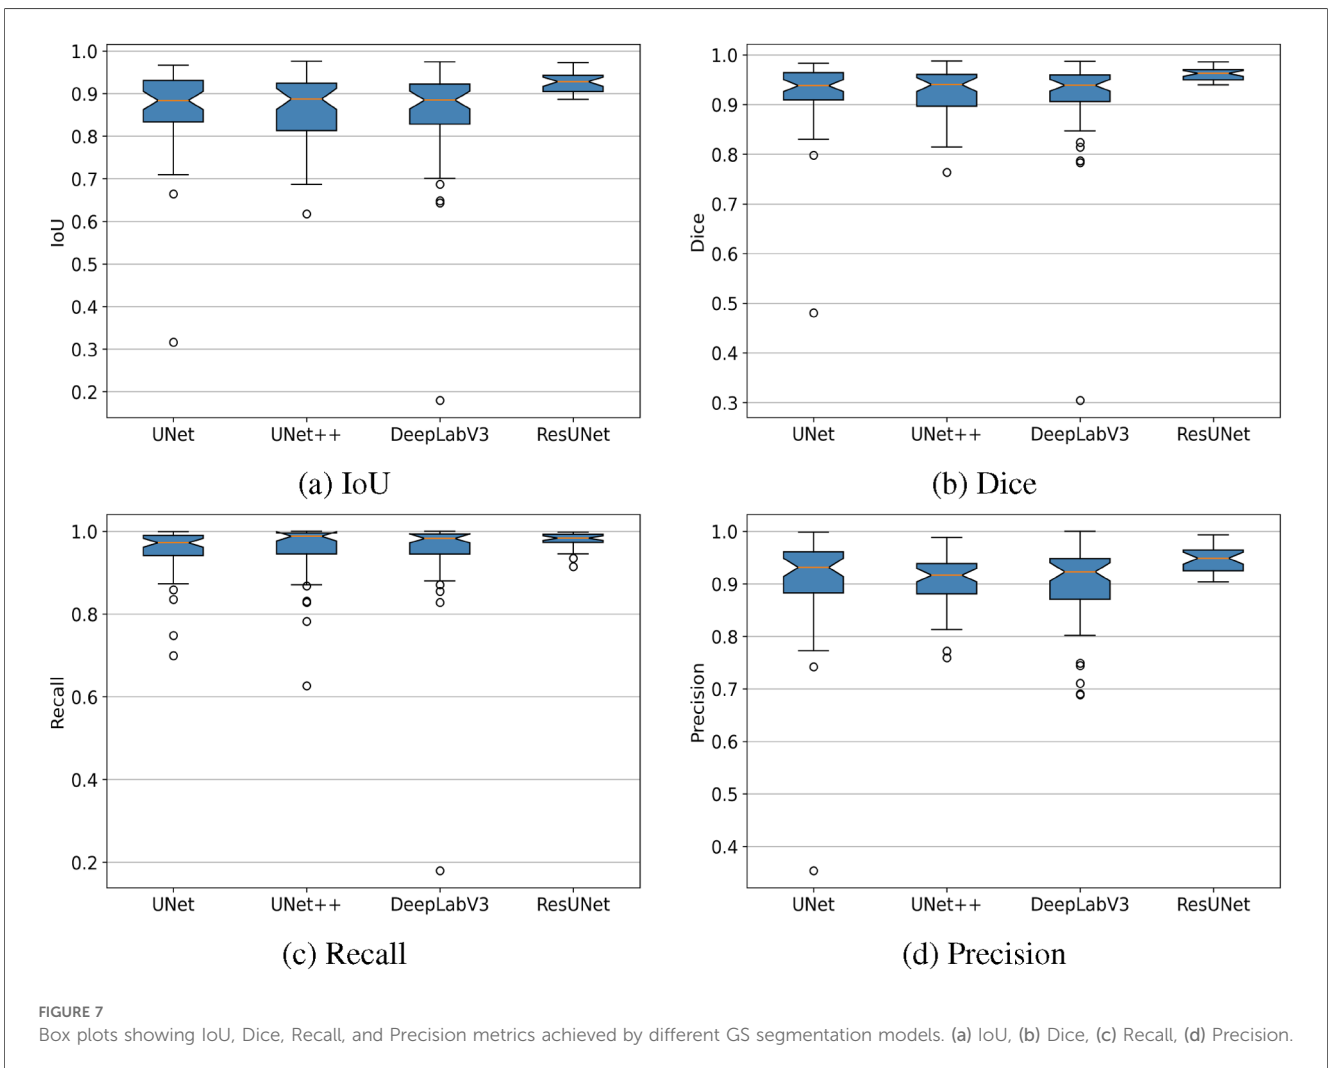 1.0
0.9
0.8
0.7
0.6
0.5
0.4
0.3
0.2
IoU
UNet UNet++ DeepLabV3 ResUNet
(a) IoU
1.0
0.9
0.8
0.7
0.6
0.5
0.4
0.3
Dice
UNet UNet++ DeepLabV3 ResUNet
(b) Dice
1.0
0.8
0.6
0.4
0.2
Recall
UNet UNet++ DeepLabV3 ResUNet
(c) Recall
1.0
0.9
0.8
0.7
0.6
0.5
0.4
Precision
UNet UNet++ DeepLabV3 ResUNet
(d) Precision
FIGURE 7
Box plots showing IoU, Dice, Recall, and Precision metrics achieved by different GS segmentation models. (a) IoU, (b) Dice, (c) Recall, (d) Precision.